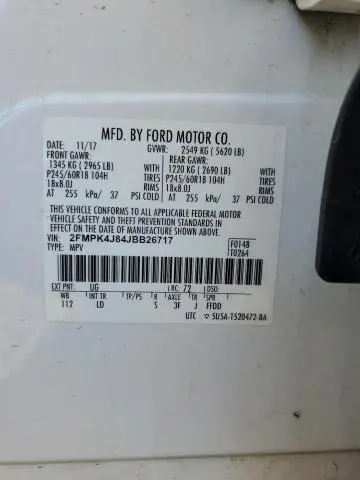 MFD. BY FORD MOTOR CO.
DATE: 11/17 GVWR: 2549 KG ( 5620 LB)
FRONT GAWR: REAR GAWR:
1345 KG ( 2965 LB) WITH 1220 KG ( 2690 LB) WITH
P245/60R18 104H TIRES P245/60R18 104H TIRES
18x8.0J RIMS 18x8.0J RIMS
AT 255 kPa/ 37 PSI COLD AT 255 kPa/ 37 PSI COLD
THIS VEHICLE CONFORMS TO ALL APPLICABLE FEDERAL MOTOR
VEHICLE SAFETY AND THEFT PREVENTION STANDARDS IN
EFFECT ON THE DATE OF MANUFACTURE SHOWN ABOVE.
VEHICLE: 2FMPK4J84JBB26717 F0148
TYPE: MPV T0264
EXT PNT: UG RC: 72 DSO:
WB INT TR TP/PS R AXLE TR SPR
112 LD S 3F J FFDD
UTC 5U5A-1520472-BA